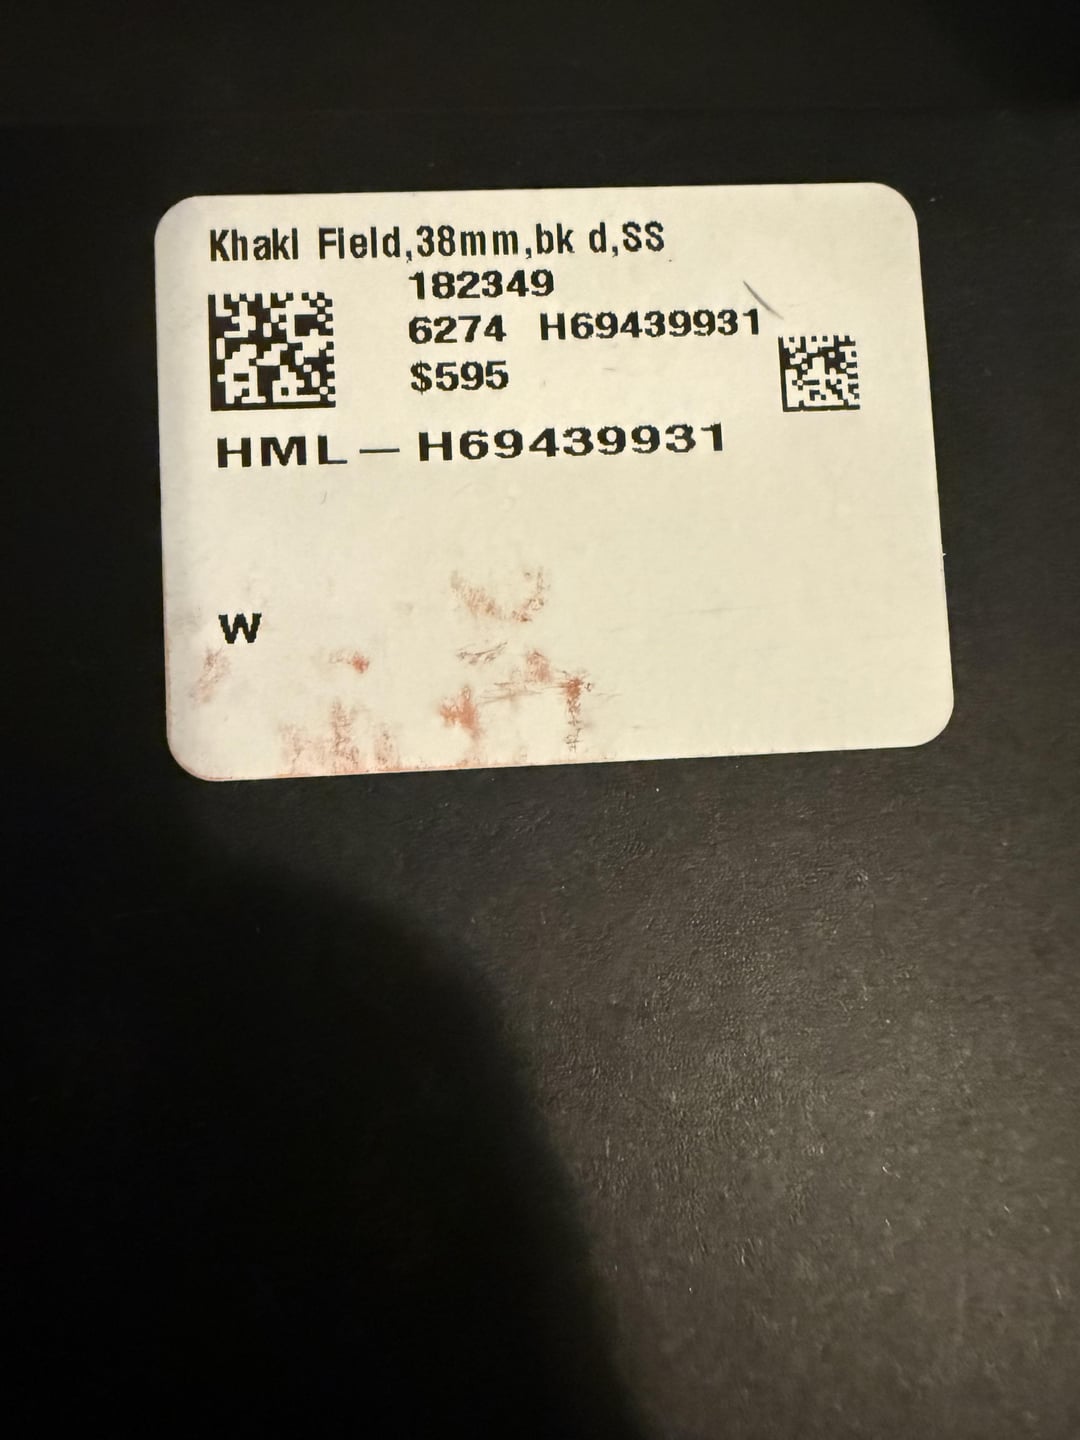 Khaki Field,38mm,bk d,SS
182349
6274 H69439931
$595
HML-H69439931
W